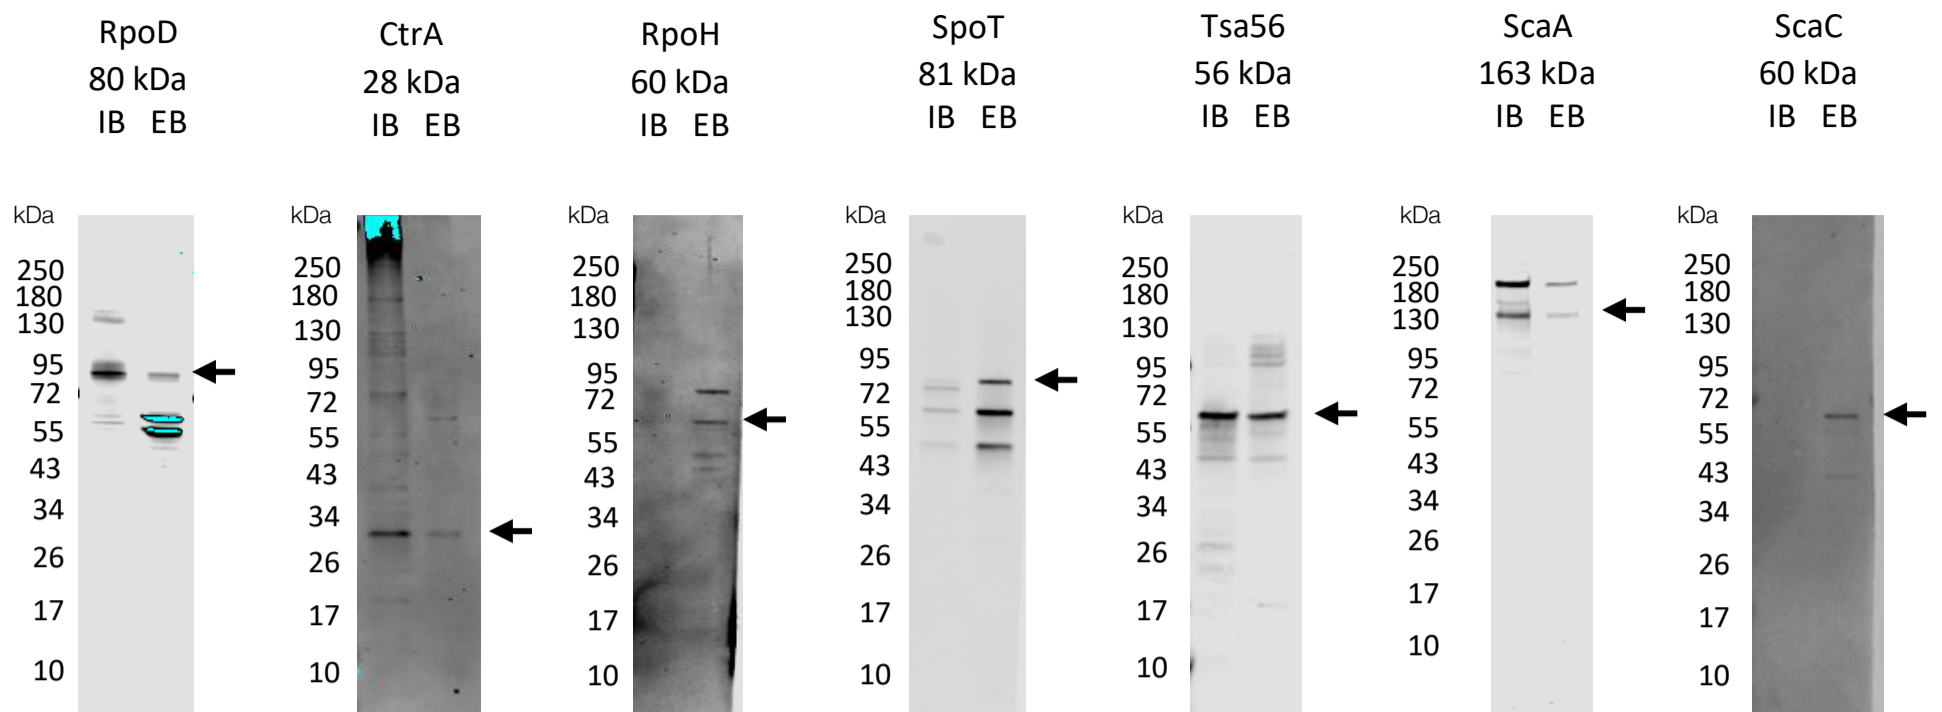 RpoD
80 kDa
IB EB
kDa
250
180
130
95
72
55
43
34
26
17
10
CtrA
28 kDa
IB EB
kDa
250
180
130
95
72
55
43
34
26
17
10
RpoH
60 kDa
IB EB
kDa
250
180
130
95
72
55
43
34
26
17
10
SpoT
81 kDa
IB EB
kDa
250
180
130
95
72
55
43
34
26
17
10
Tsa56
56 kDa
IB EB
kDa
250
180
130
95
72
55
43
34
26
17
10
ScaA
163 kDa
IB EB
kDa
250
180
130
95
72
55
43
34
26
17
10
ScaC
60 kDa
IB EB
kDa
250
180
130
95
72
55
43
34
26
17
10